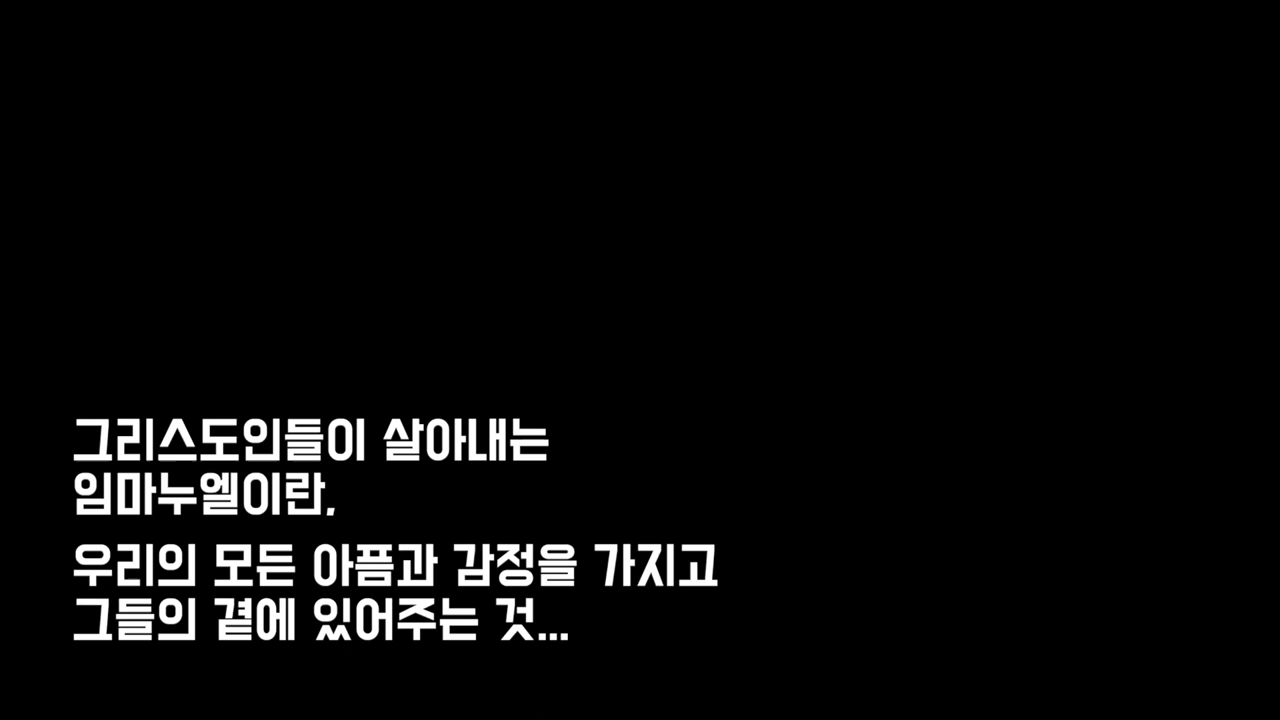 그리스도인들이 살아내는
임마누엘이란,
우리의 모든 아픔과 감정을 가지고
그들의 곁에 있어주는 것...